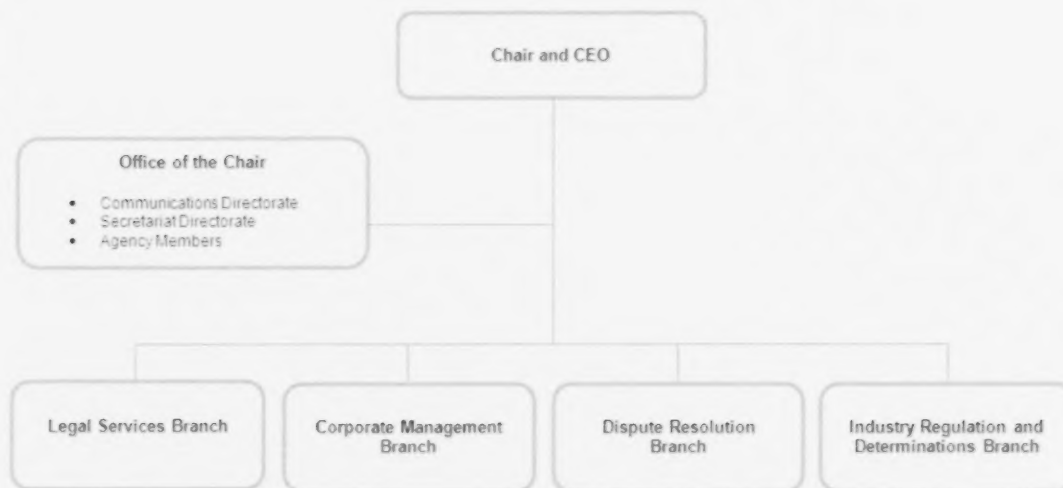 Chair and CEO
Office of the Chair
• Communications Directorate
• Secretariat Directorate
• Agency Members
Legal Services Branch
Corporate Management
Branch
Dispute Resolution
Branch
Industry Regulation and
Determinations Branch